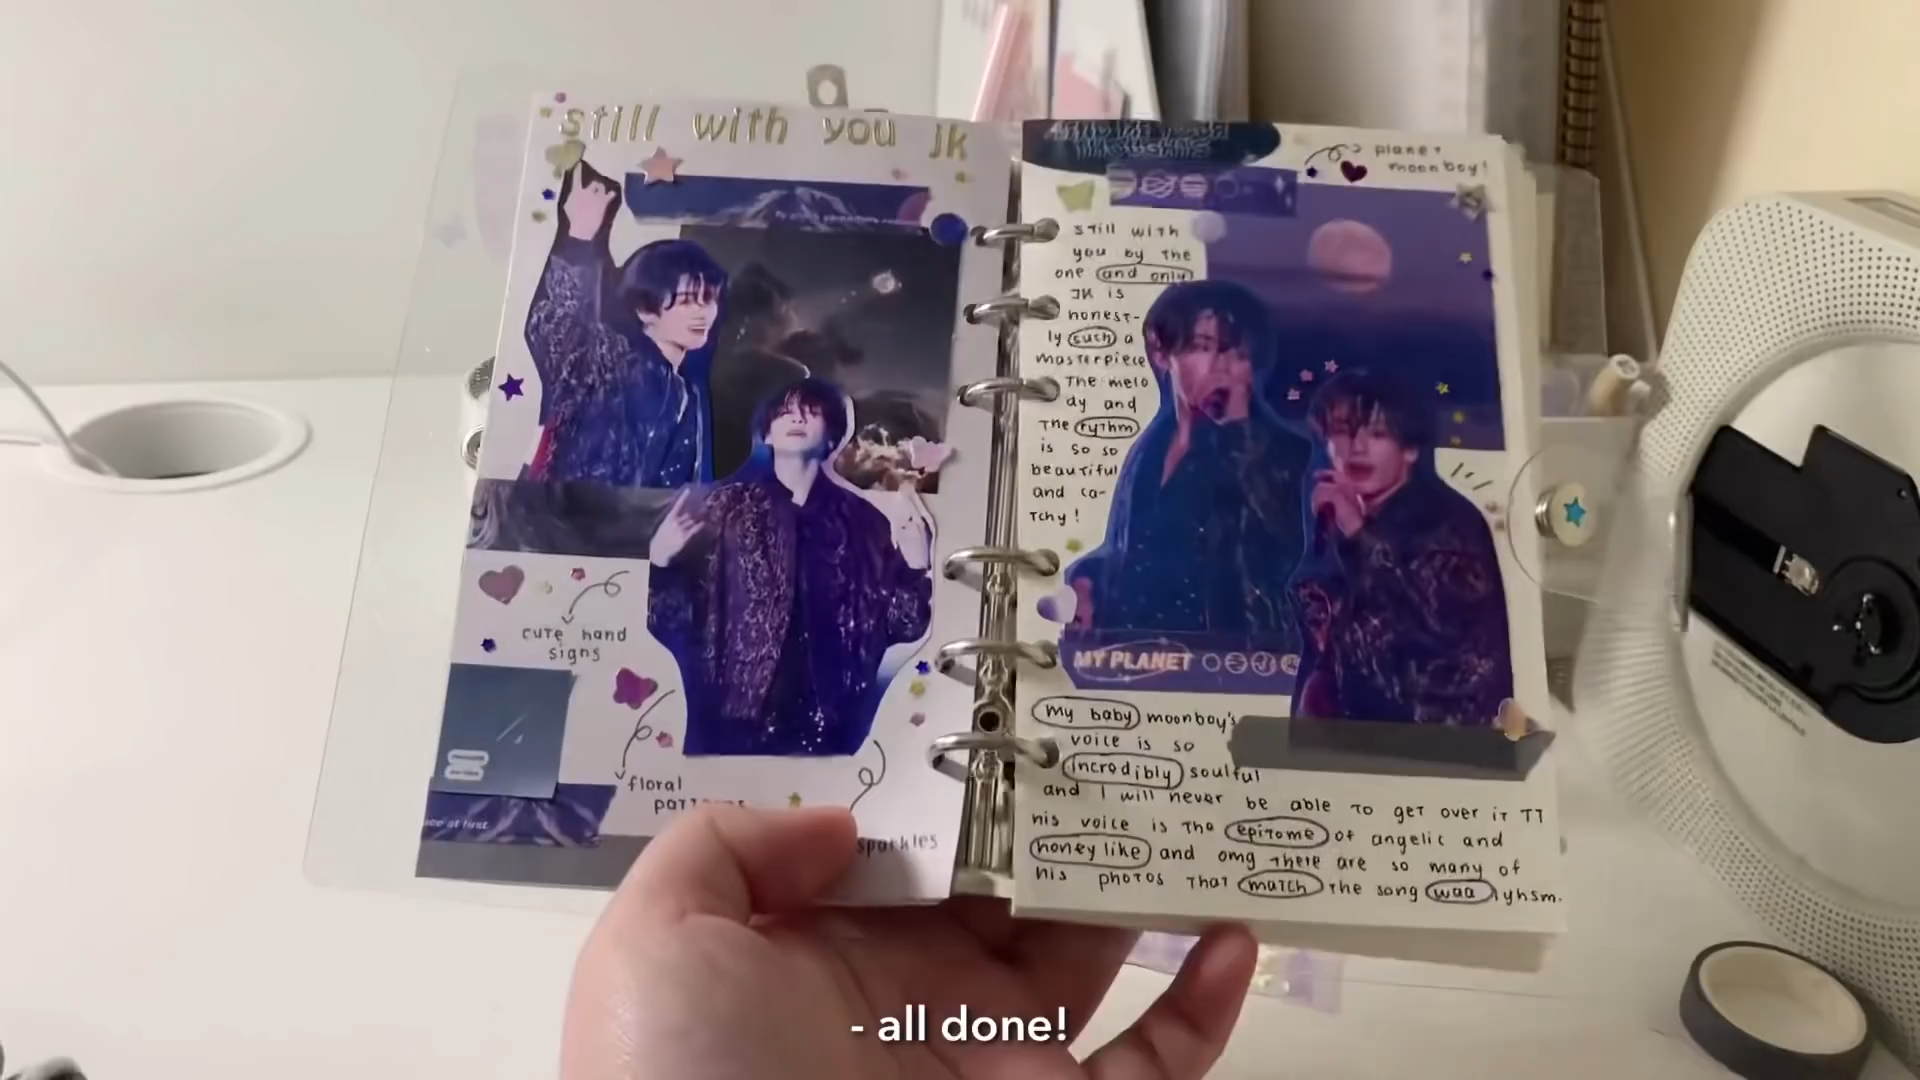 still with you jk
cute hand
signs
floral
sparkles
ace at first
planet
moonboy!
still with
you by the
one and only
JK is
honest-
ly such a
masterpiece
The melo
dy and
The rythm
is so so
beautiful
and ca-
tchy!
MY PLANET
my baby moonboy's
voice is so
incredibly soulful
and I will never be able to get over it TT
his voice is the epitome of angelic and
honey like and omg there are so many of
his photos that match the song waa lyhsm.
- all done!